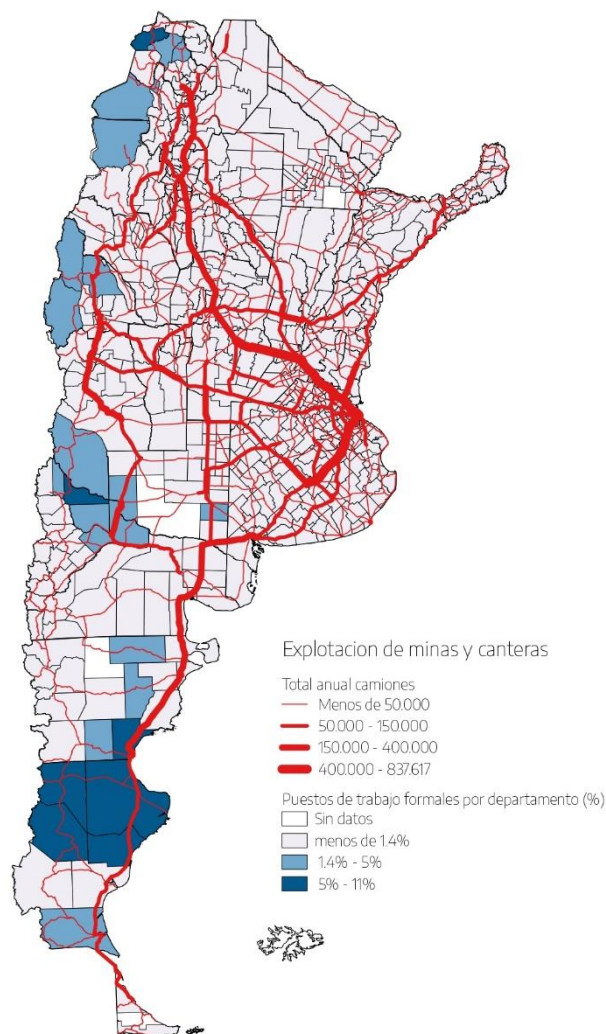 Explotacion de minas y canteras
Total anual camiones
Menos de 50.000
50.000 - 150.000
150.000 - 400.000
400.000 - 837.617
Puestos de trabajo formales por departamento (%)
Sin datos
menos de 1.4%
1.4% - 5%
5% - 11%